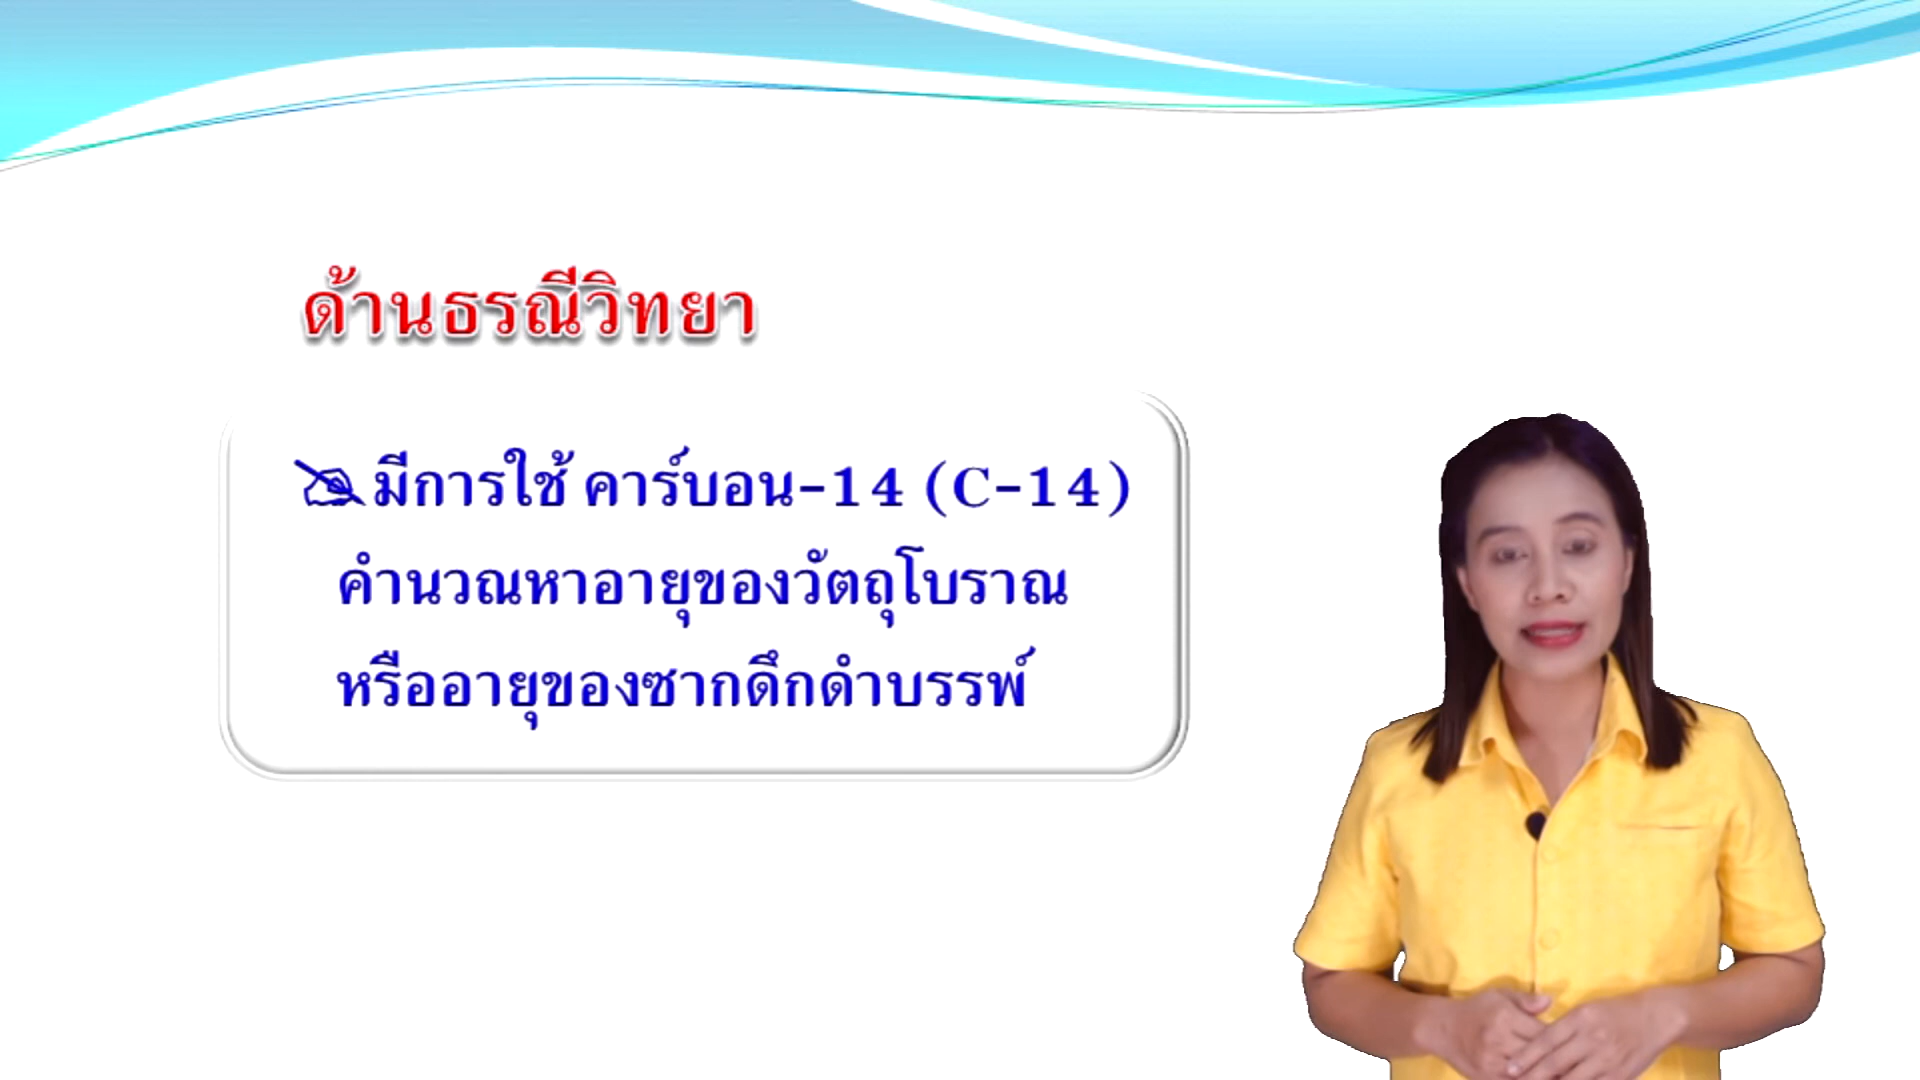 ด้านธรณีวิทยา
มีการใช้ คาร์บอน-14 (C-14)
คำนวณหาอายุของวัตถุโบราณ
หรืออายุของซากดึกดำบรรพ์